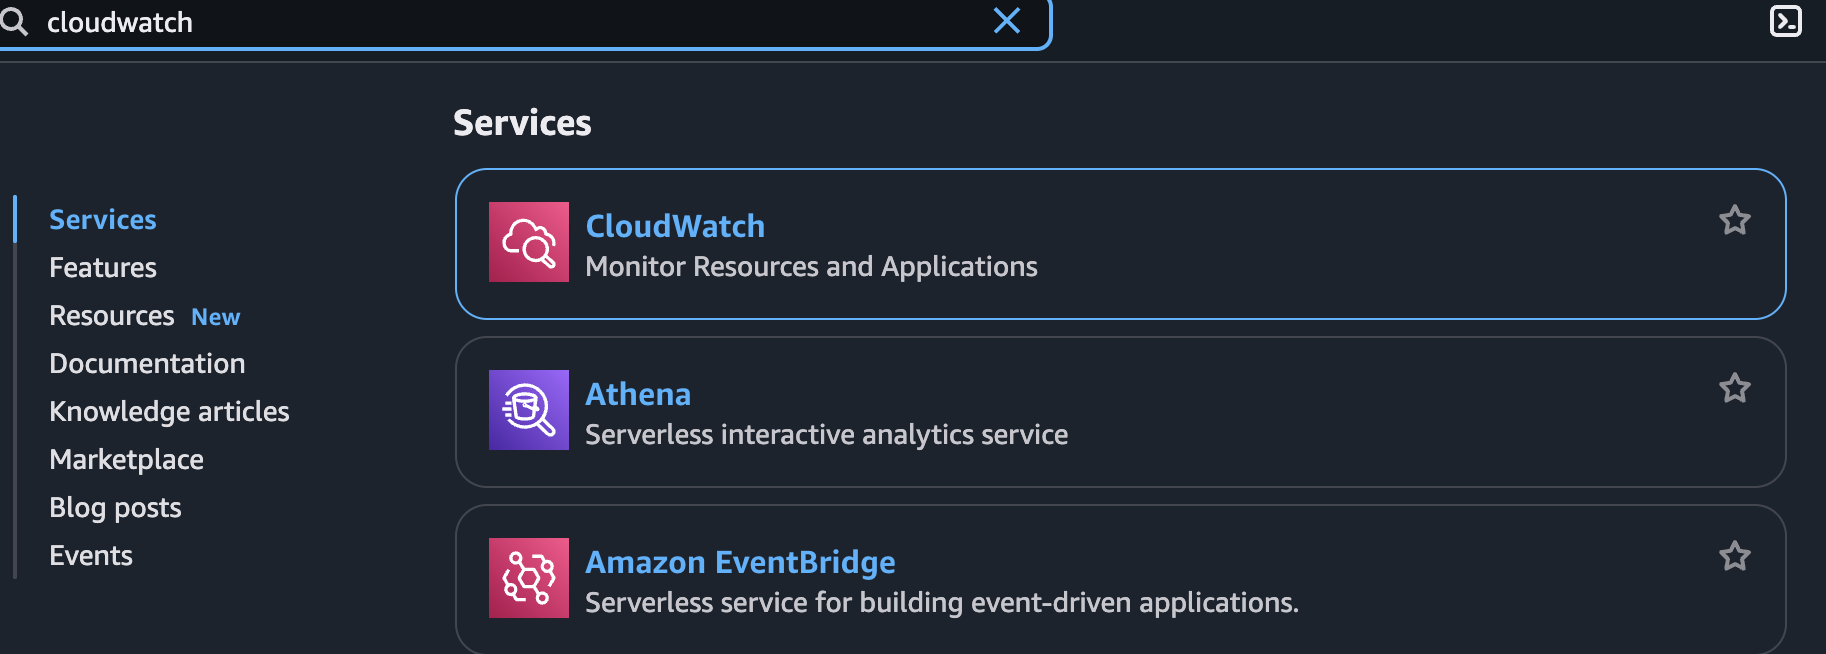 cloudwatch
Services
Features
Resources New
Documentation
Knowledge articles
Marketplace
Blog posts
Events
Services
CloudWatch
Monitor Resources and Applications
Athena
Serverless interactive analytics service
Amazon EventBridge
Serverless service for building event-driven applications.